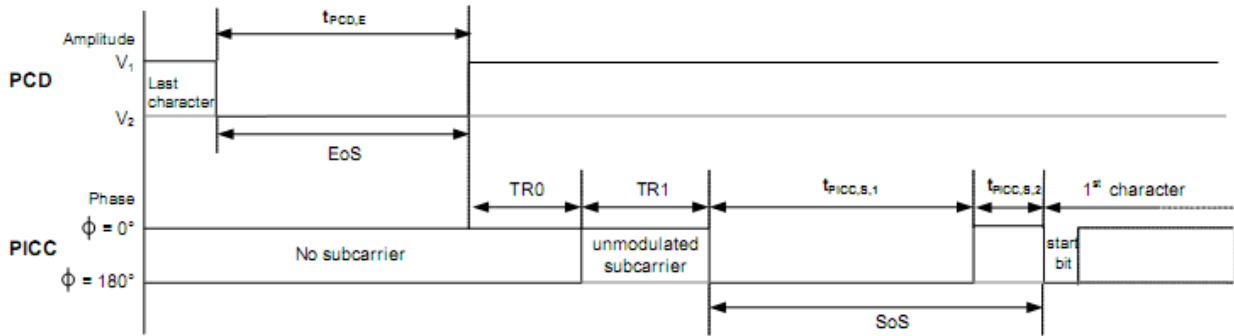 tPCD,E
Amplitude
V1
PCD
Last
character
V2
EoS
TR0
TR1
tPICC,S,1
tPICC,S,2
1st character
Phase
ϕ = 0°
PICC
No subcarrier
unmodulated
subcarrier
start
bit
ϕ = 180°
SoS